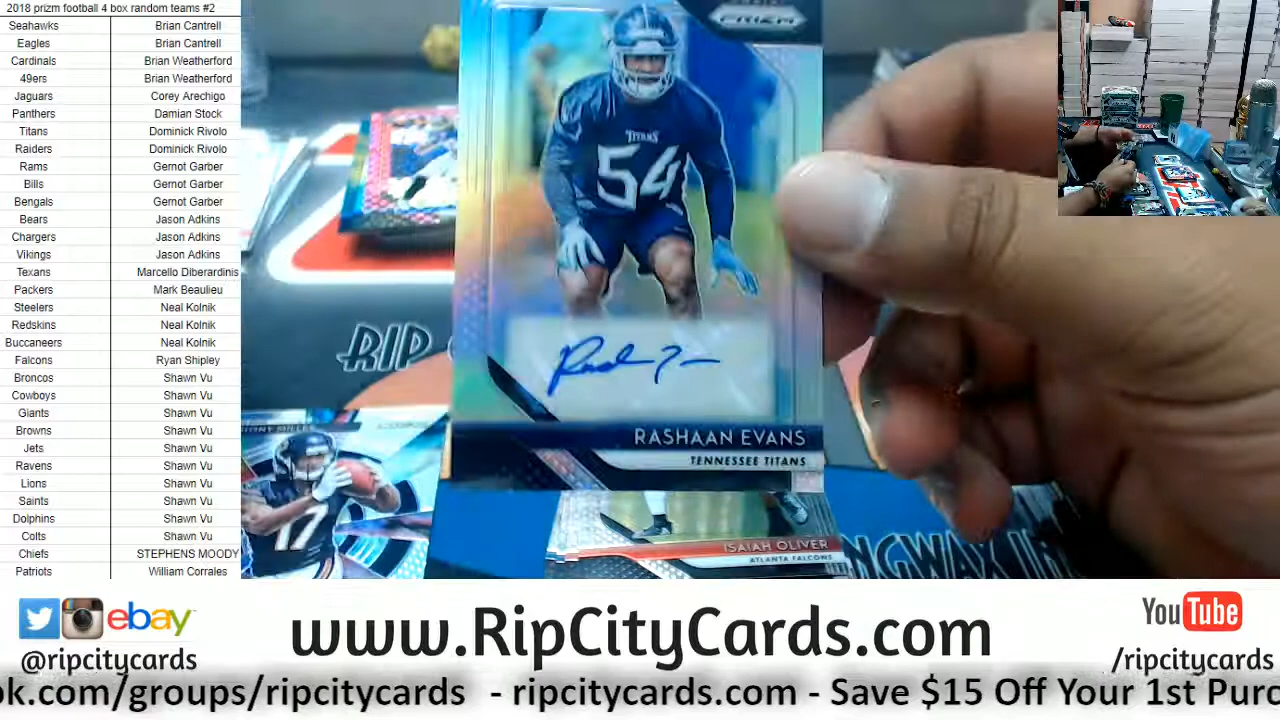 2018 prizm football 4 box random teams #2
Seahawks Brian Cantrell
Eagles Brian Cantrell
Cardinals Brian Weatherford
49ers Brian Weatherford
Jaguars Corey Arechigo
Panthers Damian Stock
Titans Dominick Rivolo
Raiders Dominick Rivolo
Rams Gernot Garber
Bills Gernot Garber
Bengals Gernot Garber
Bears Jason Adkins
Chargers Jason Adkins
Vikings Jason Adkins
Texans Marcello Diberardinis
Packers Mark Beaulieu
Steelers Neal Kolnik
Redskins Neal Kolnik
Buccaneers Neal Kolnik
Falcons Ryan Shipley
Broncos Shawn Vu
Cowboys Shawn Vu
Giants Shawn Vu
Browns Shawn Vu
Jets Shawn Vu
Ravens Shawn Vu
Lions Shawn Vu
Saints Shawn Vu
Dolphins Shawn Vu
Colts Shawn Vu
Chiefs STEPHENS MOODY
Patriots William Corrales
PRIZM
TITANS
54
RASHAAN EVANS
TENNESSEE TITANS
RIP
17
ISAIAH OLIVER
ATLANTA FALCONS
ebay
@ripcitycards
www.RipCityCards.com
YouTube
/ripcitycards
ok.com/groups/ripcitycards - ripcitycards.com - Save $15 Off Your 1st Purc